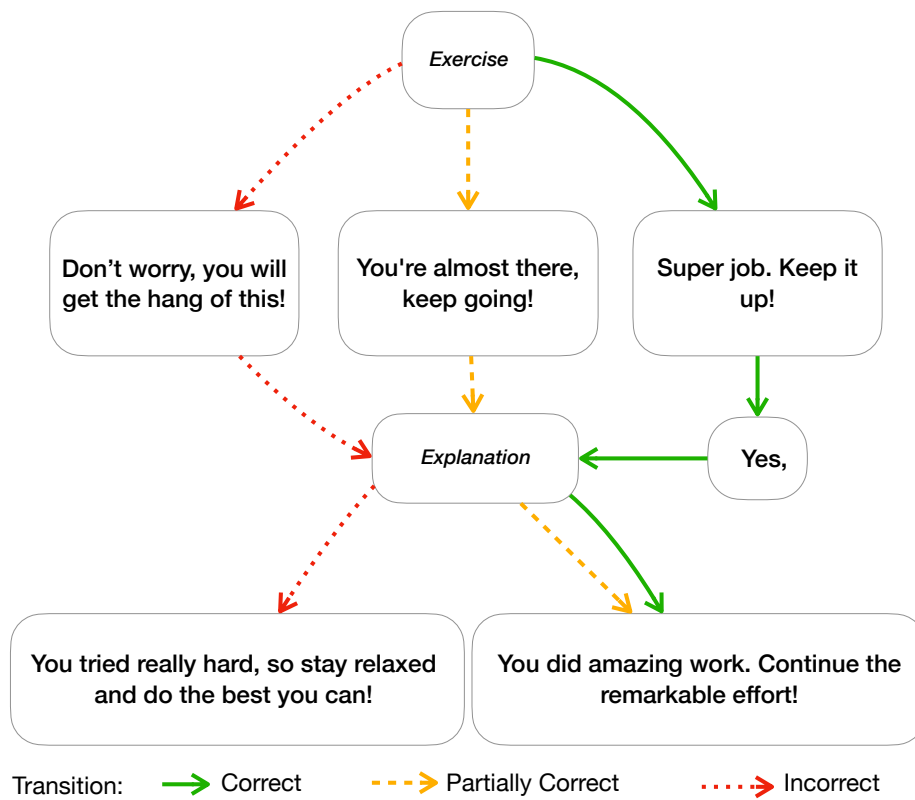 Exercise
Don’t worry, you will
get the hang of this!
You're almost there,
keep going!
Super job. Keep it
up!
Explanation
Yes,
You tried really hard, so stay relaxed
and do the best you can!
You did amazing work. Continue the
remarkable effort!
Transition: Correct Partially Correct Incorrect